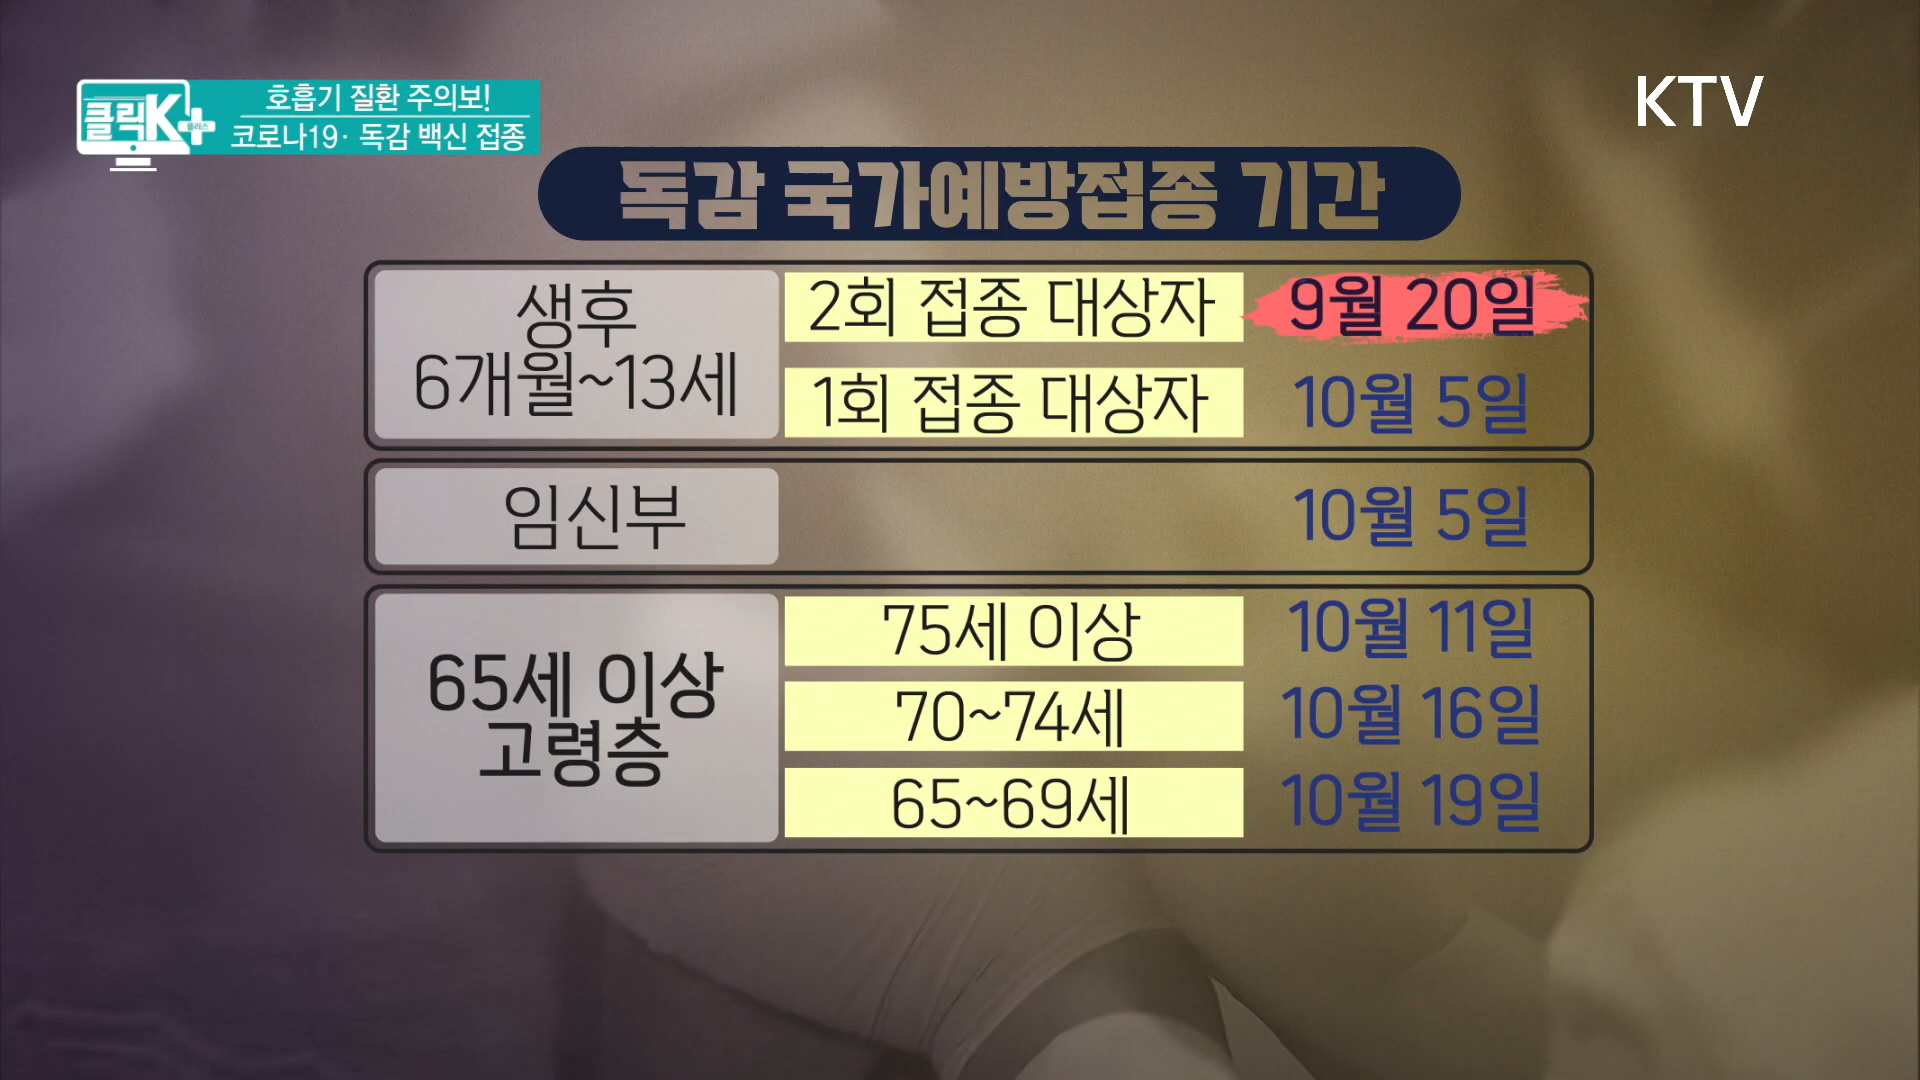 클릭K+
플러스
호흡기 질환 주의보!
코로나19· 독감 백신 접종
KTV
독감 국가예방접종 기간
생후
6개월~13세
2회 접종 대상자 9월 20일
1회 접종 대상자 10월 5일
임신부 10월 5일
65세 이상
고령층
75세 이상 10월 11일
70~74세 10월 16일
65~69세 10월 19일